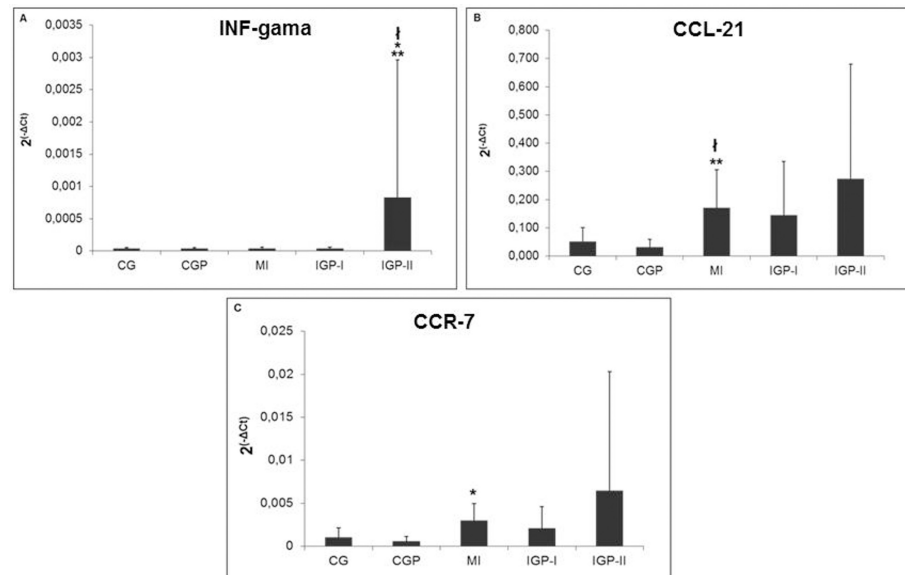 A
INF-gama
0,0035
0,003
0,0025
0,002
0,0015
0,001
0,0005
0
2(-ΔCt)
ɫ
*
**
CG CGP MI IGP-I IGP-II
B
CCL-21
0,800
0,700
0,600
0,500
0,400
0,300
0,200
0,100
0,000
2(-ΔCt)
ɫ
**
CG CGP MI IGP-I IGP-II
C
CCR-7
0,025
0,02
0,015
0,01
0,005
0
2(-ΔCt)
*
CG CGP MI IGP-I IGP-II